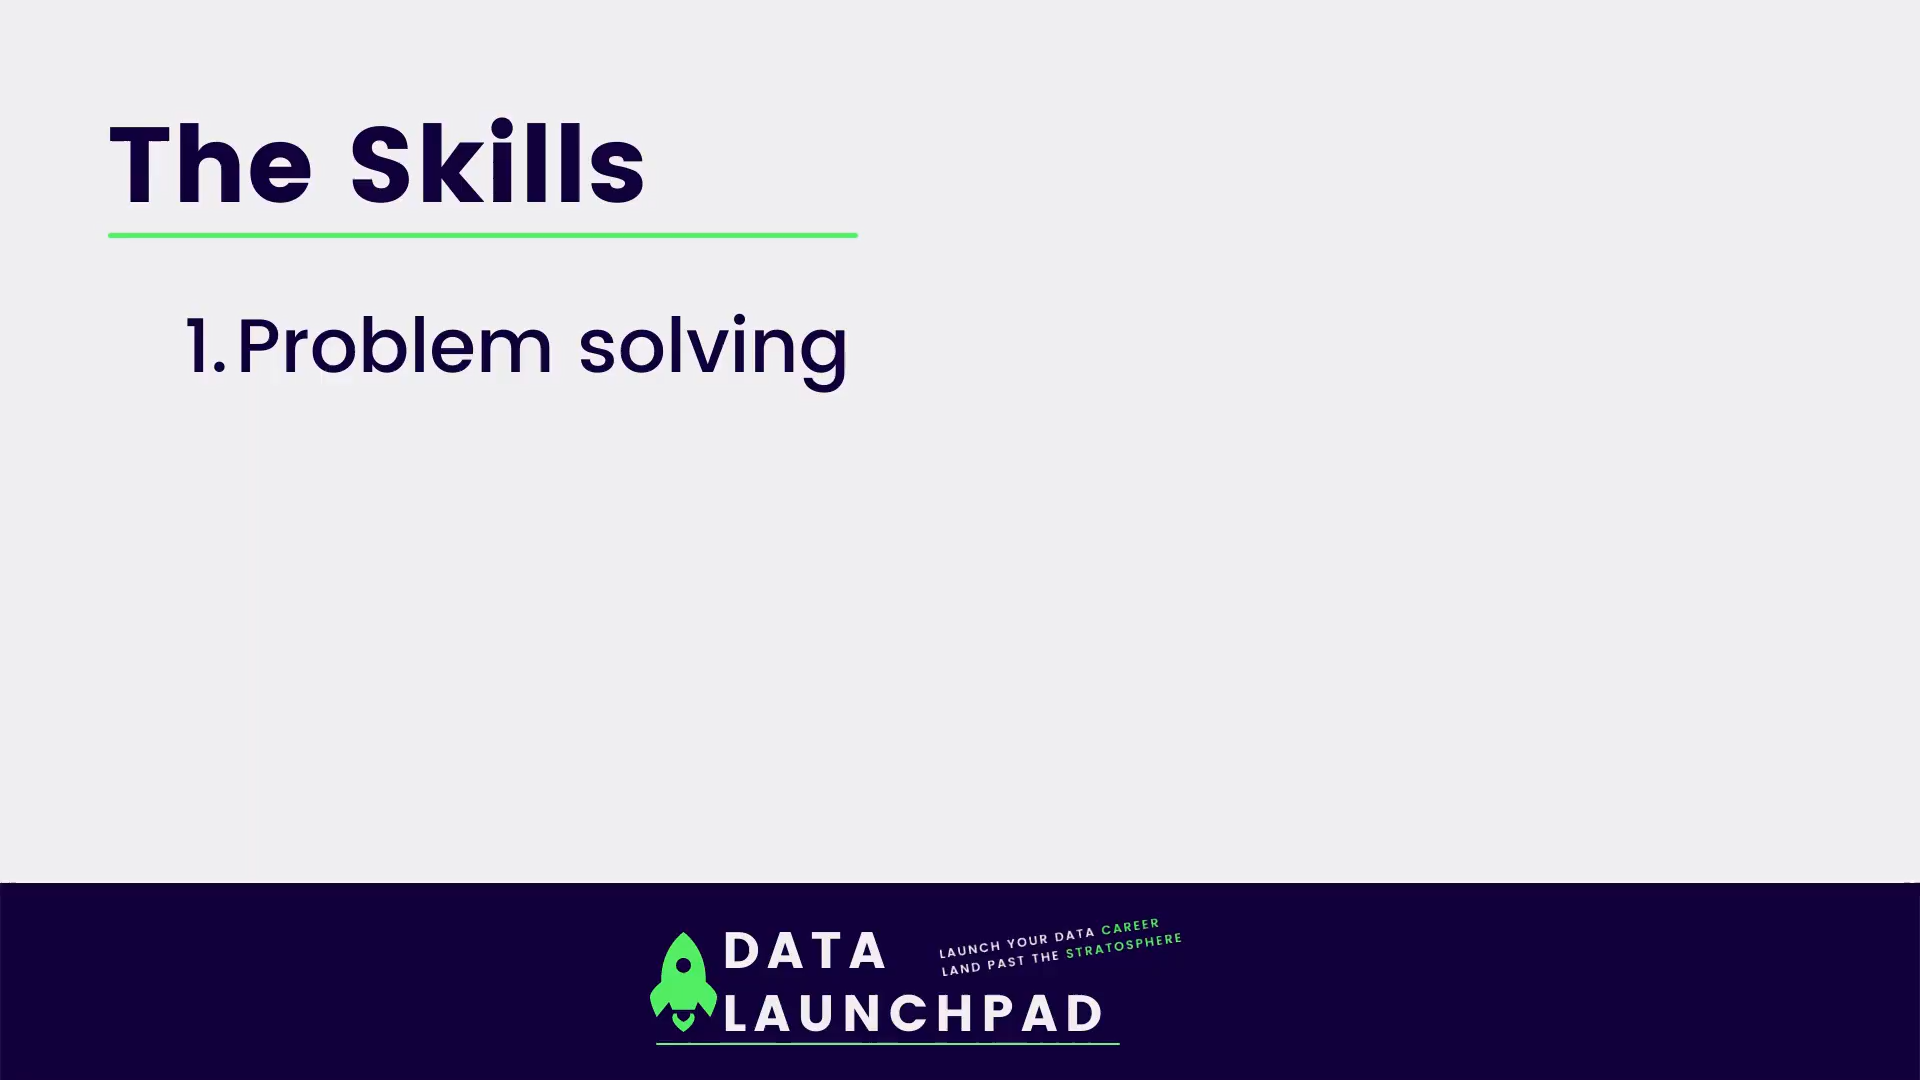 The Skills
1. Problem solving
DATA
LAUNCHPAD
LAUNCH YOUR DATA CAREER
LAND PAST THE STRATOSPHERE